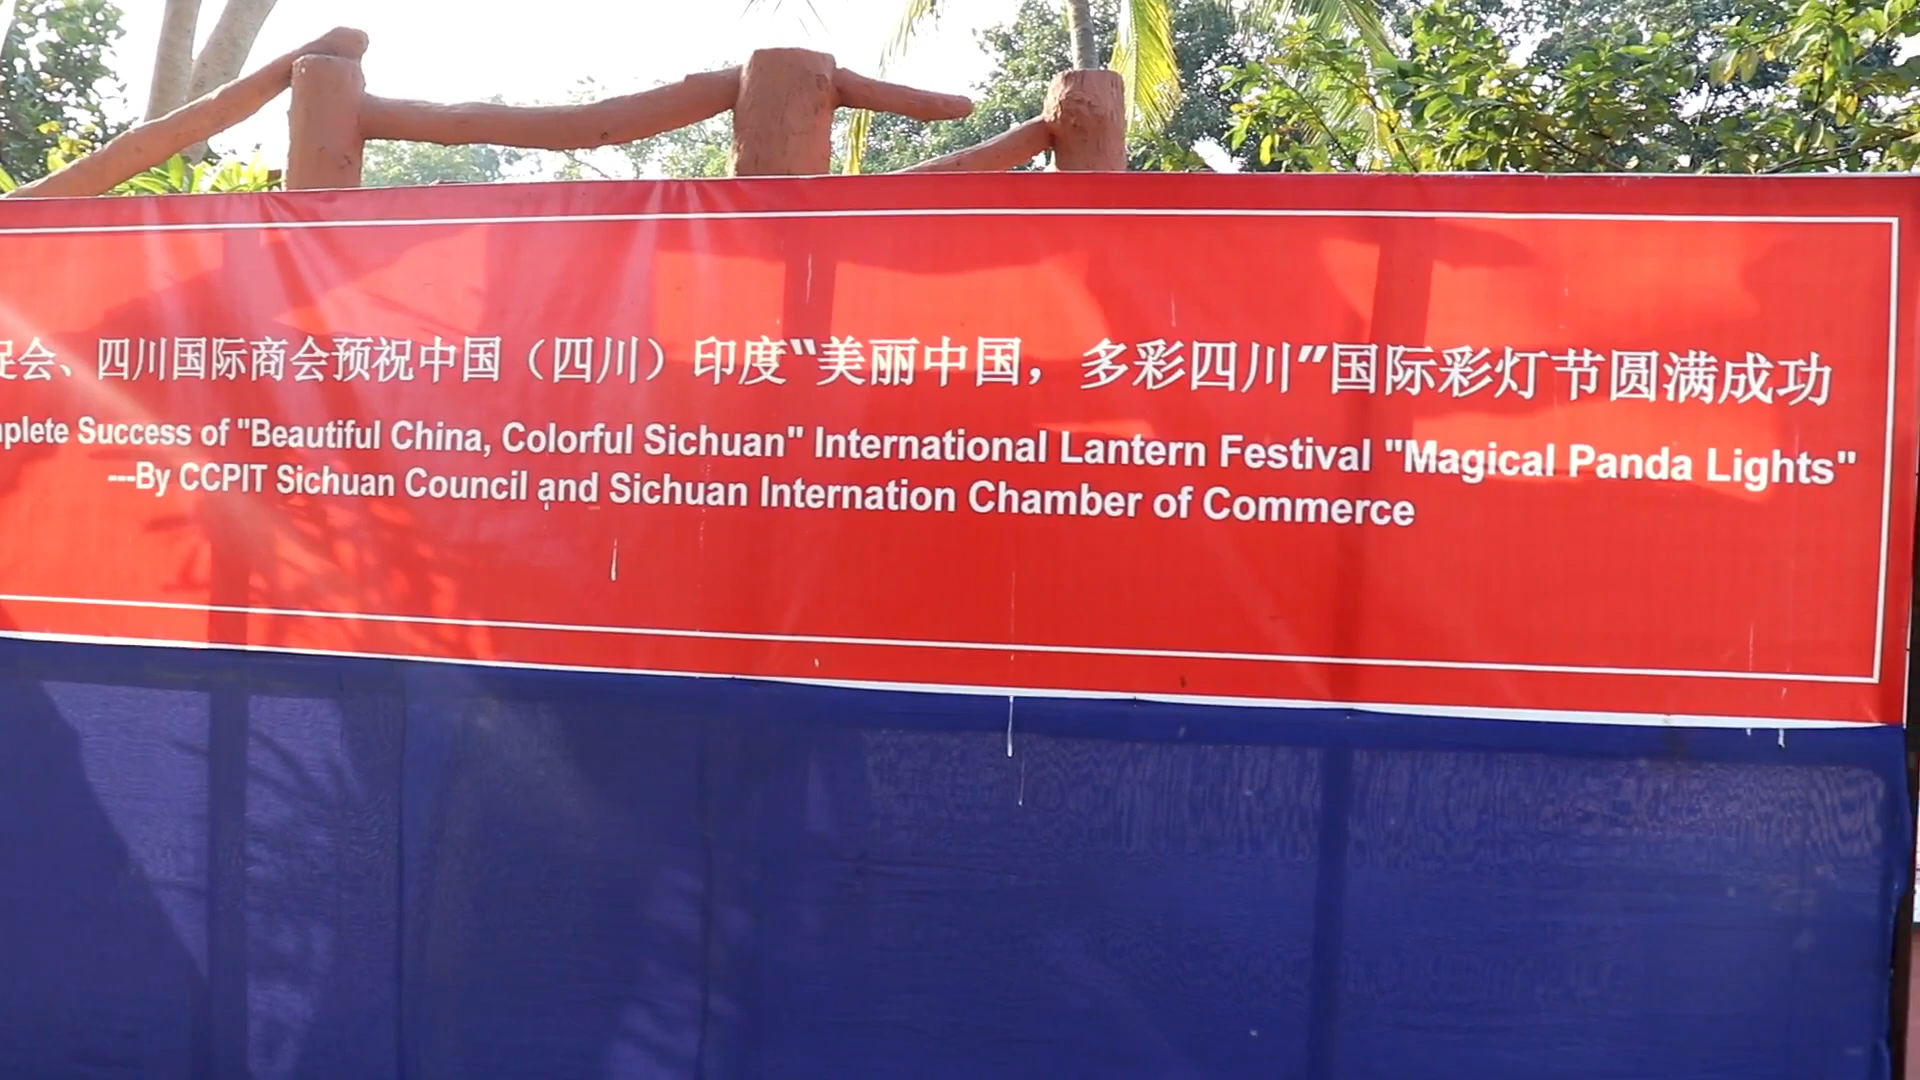 会、四川国际商会预祝中国（四川）印度“美丽中国，多彩四川”国际彩灯节圆满成功
Success of "Beautiful China, Colorful Sichuan" International Lantern Festival "Magical Panda Lights"
---By CCPIT Sichuan Council and Sichuan Internation Chamber of Commerce